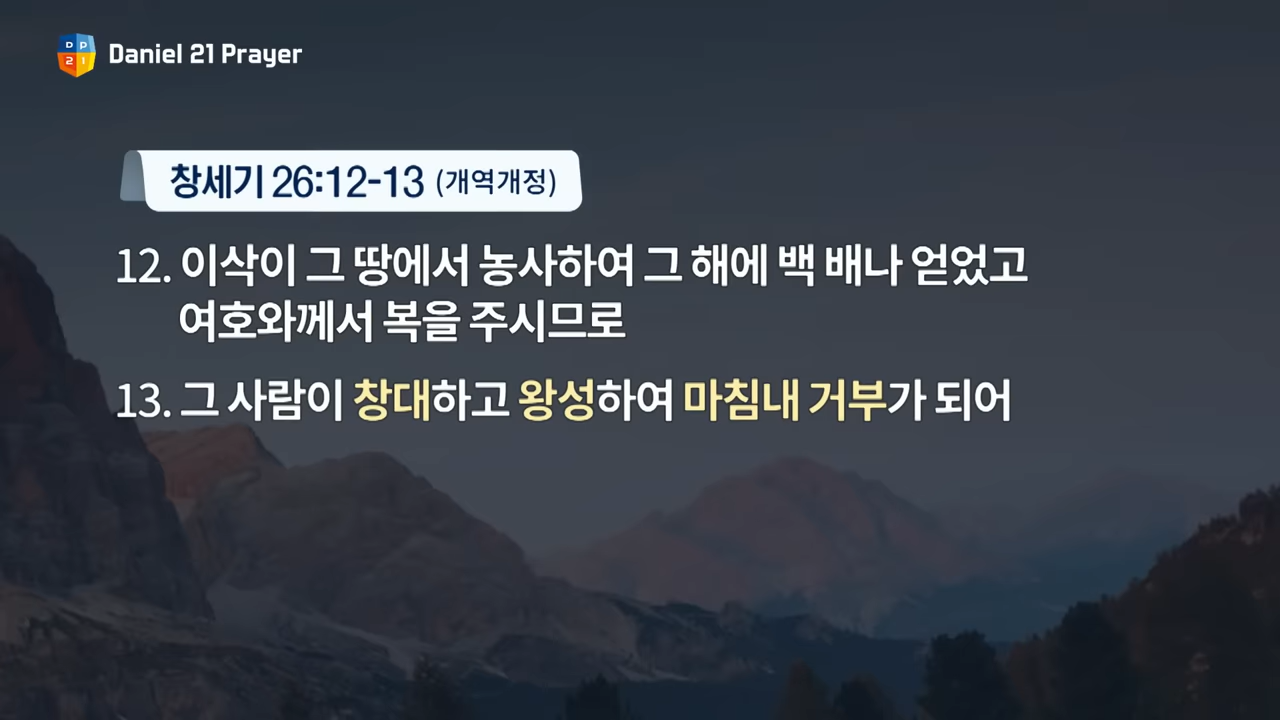 DP
21
Daniel 21 Prayer
창세기 26:12-13 (개역개정)
12. 이삭이 그 땅에서 농사하여 그 해에 백 배나 얻었고
여호와께서 복을 주시므로
13. 그 사람이 창대하고 왕성하여 마침내 거부가 되어